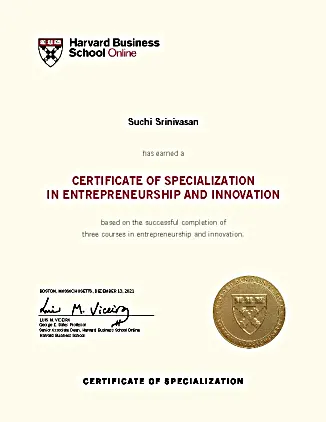 Harvard Business
School Online
Suchi Srinivasan
has earned a
CERTIFICATE OF SPECIALIZATION
IN ENTREPRENEURSHIP AND INNOVATION
based on the successful completion of
three courses in entrepreneurship and innovation.
BOSTON, MASSACHUSETTS, DECEMBER 13, 2021
Luis M. Viceira
LUIS M. VICEIRA
George E. Bates Professor
Senior Associate Dean, Harvard Business School Online
Harvard Business School
CERTIFICATE OF SPECIALIZATION